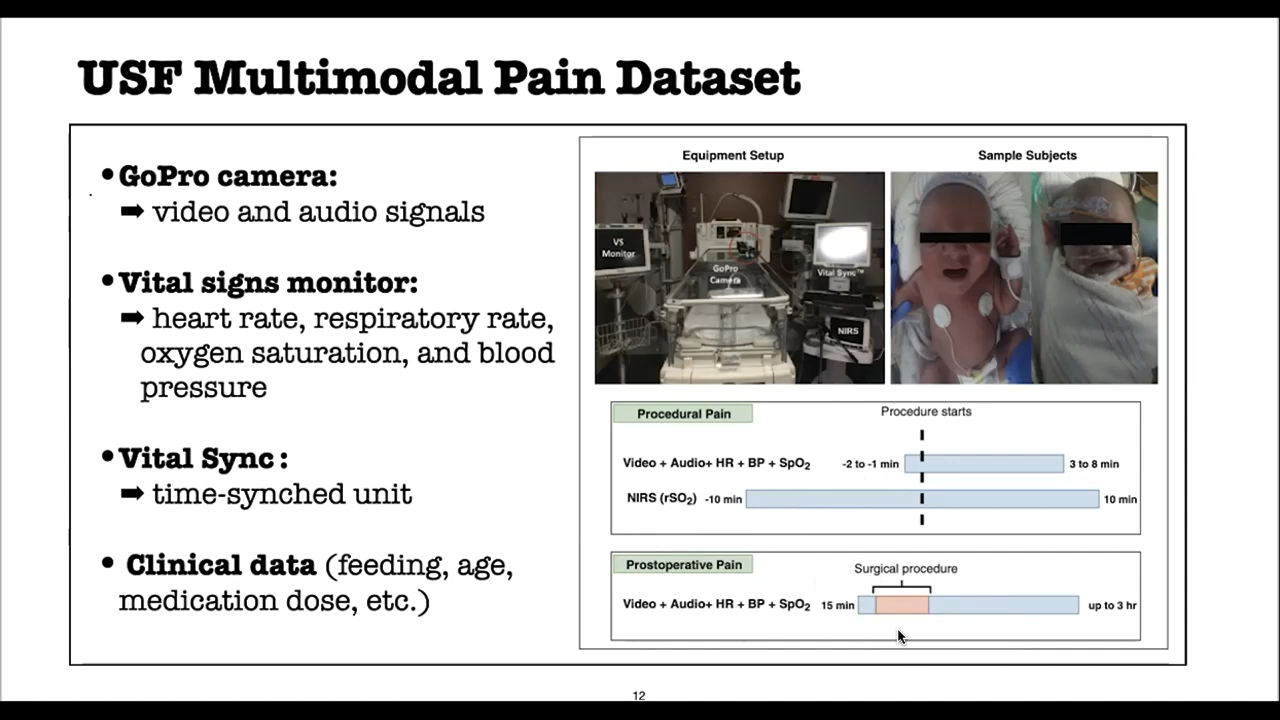 USF Multimodal Pain Dataset
•GoPro camera:
➡ video and audio signals
•Vital signs monitor:
➡ heart rate, respiratory rate,
oxygen saturation, and blood
pressure
•Vital Sync :
➡ time-synched unit
• Clinical data (feeding, age,
medication dose, etc.)
Equipment Setup
Sample Subjects
VS
Monitor
GoPro
Camera
Vital Sync™
NIRS
Procedural Pain
Procedure starts
Video + Audio+ HR + BP + SpO₂ -2 to -1 min 3 to 8 min
NIRS (rSO₂) -10 min 10 min
Prostoperative Pain
Surgical procedure
Video + Audio+ HR + BP + SpO₂ 15 min up to 3 hr
12